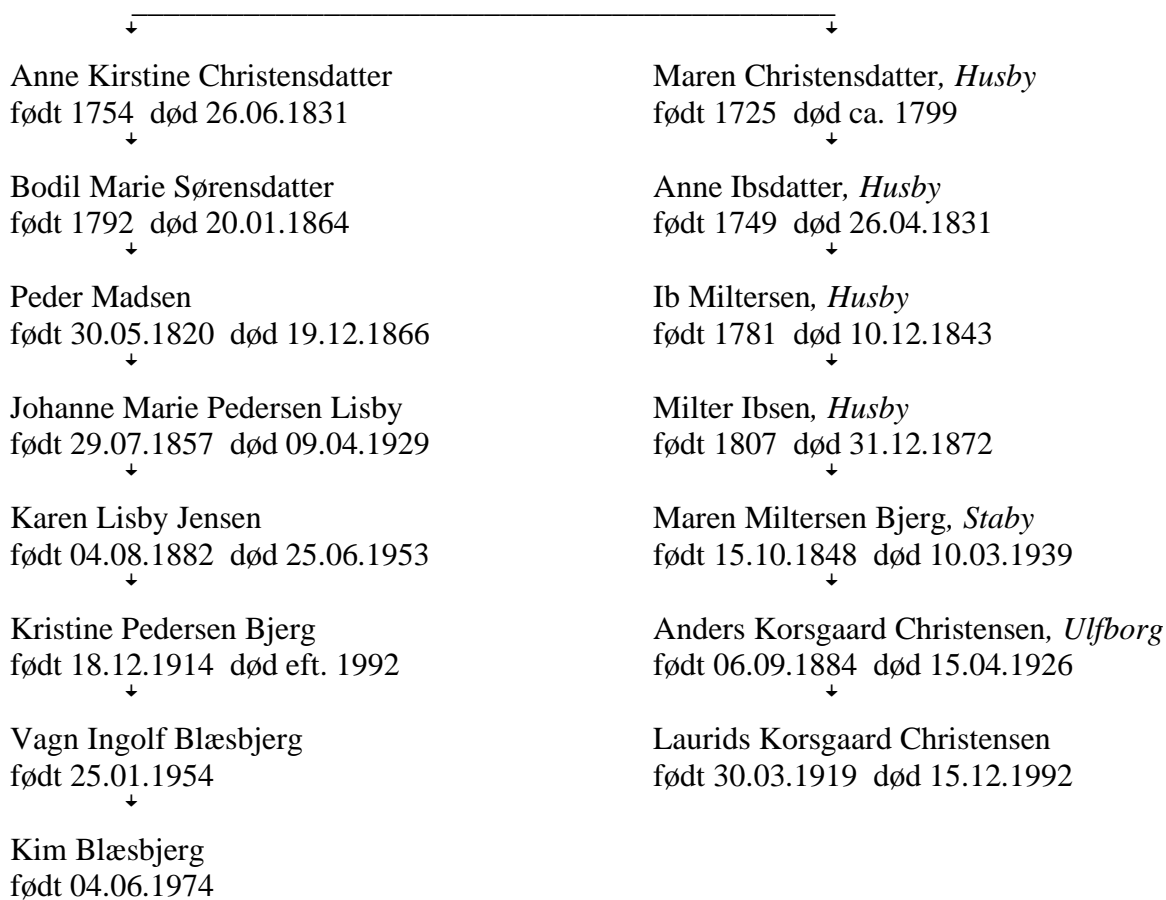 Anne Kirstine Christensdatter
født 1754 død 26.06.1831
Bodil Marie Sørensdatter
født 1792 død 20.01.1864
Peder Madsen
født 30.05.1820 død 19.12.1866
Johanne Marie Pedersen Lisby
født 29.07.1857 død 09.04.1929
Karen Lisby Jensen
født 04.08.1882 død 25.06.1953
Kristine Pedersen Bjerg
født 18.12.1914 død eft. 1992
Vagn Ingolf Blæsbjerg
født 25.01.1954
Kim Blæsbjerg
født 04.06.1974
Maren Christensdatter, Husby
født 1725 død ca. 1799
Anne Ibsdatter, Husby
født 1749 død 26.04.1831
Ib Miltersen, Husby
født 1781 død 10.12.1843
Milter Ibsen, Husby
født 1807 død 31.12.1872
Maren Miltersen Bjerg, Staby
født 15.10.1848 død 10.03.1939
Anders Korsgaard Christensen, Ulfborg
født 06.09.1884 død 15.04.1926
Laurids Korsgaard Christensen
født 30.03.1919 død 15.12.1992